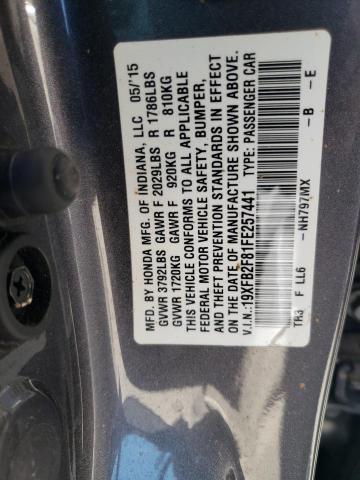 MFD. BY HONDA MFG. OF INDIANA, LLC 05/'15
GVWR 3792LBS GAWR F 2029LBS R 1786LBS
GVWR 1720KG GAWR F 920KG R 810KG
THIS VEHICLE CONFORMS TO ALL APPLICABLE
FEDERAL MOTOR VEHICLE SAFETY, BUMPER,
AND THEFT PREVENTION STANDARDS IN EFFECT
ON THE DATE OF MANUFACTURE SHOWN ABOVE.
V.I.N.: 19XFB2F81FE257441 TYPE: PASSENGER CAR
TR3 F LL6 -NH797MX -B -E